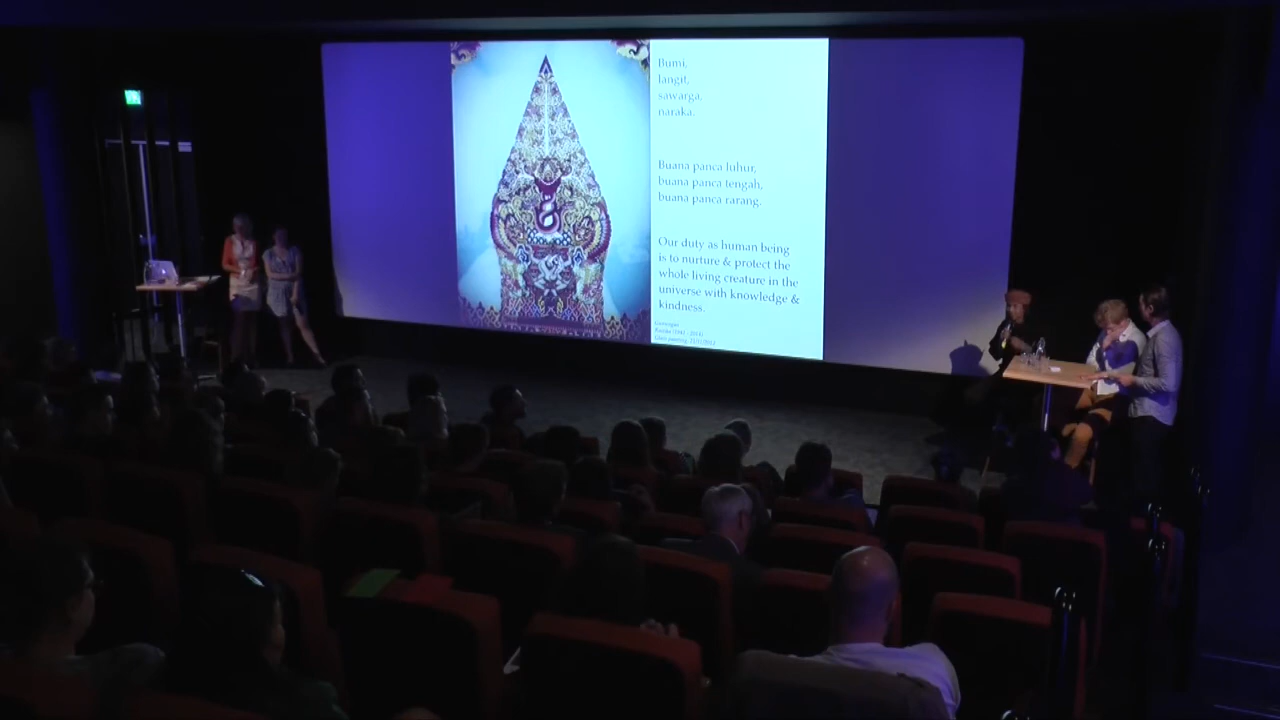 Bumi,
langit,
sawarga,
naraka.
Buana panca luhur,
buana panca tengah,
buana panca rarang.
Our duty as human being
is to nurture & protect the
whole living creature in the
universe with knowledge &
kindness.